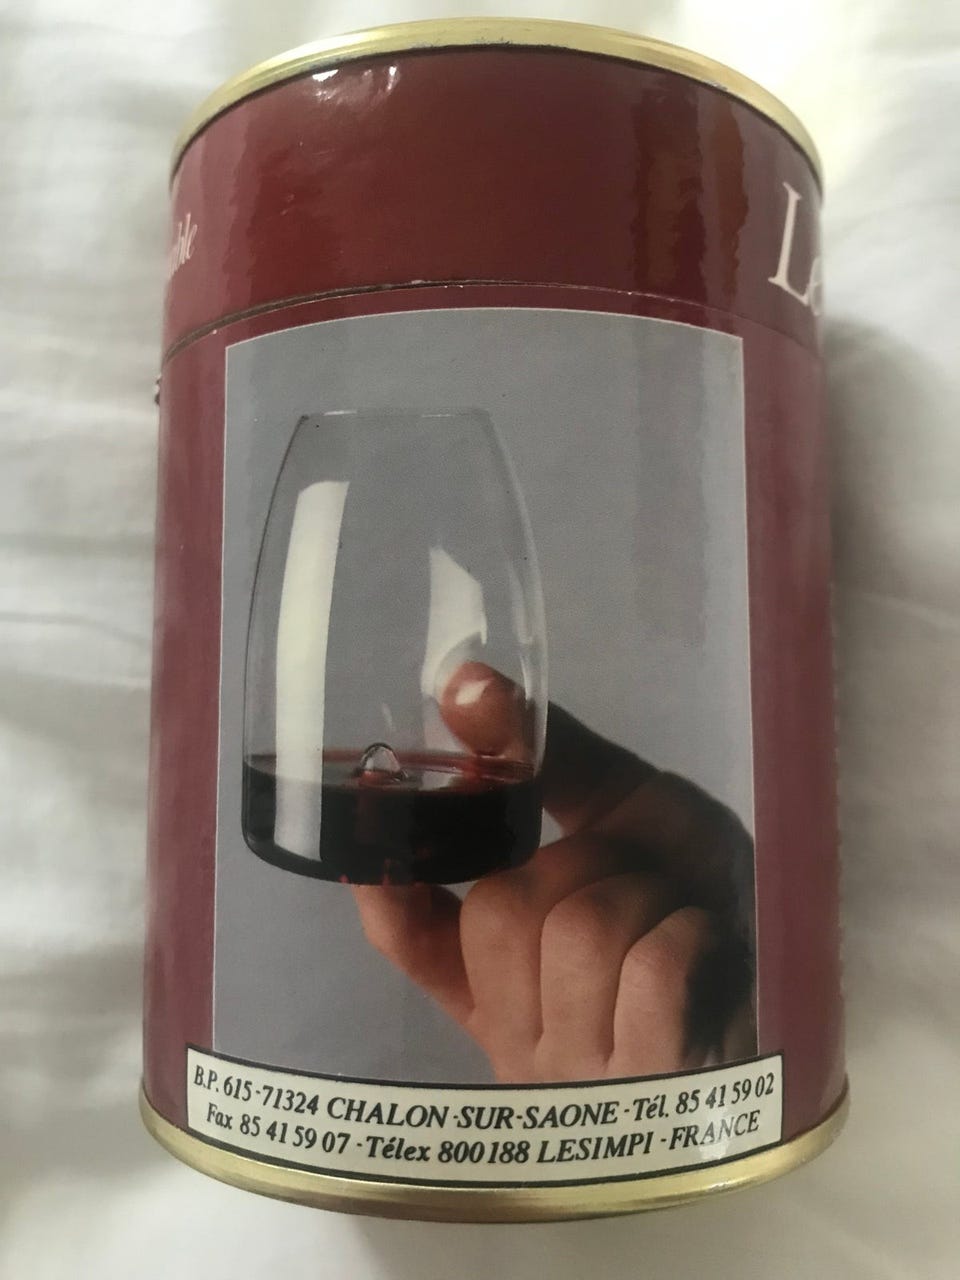 Le
B.P. 615-71324 CHALON-SUR-SAONE - Tél. 85 41 59 02
Fax 85 41 59 07 - Télex 800188 LESIMPI - FRANCE